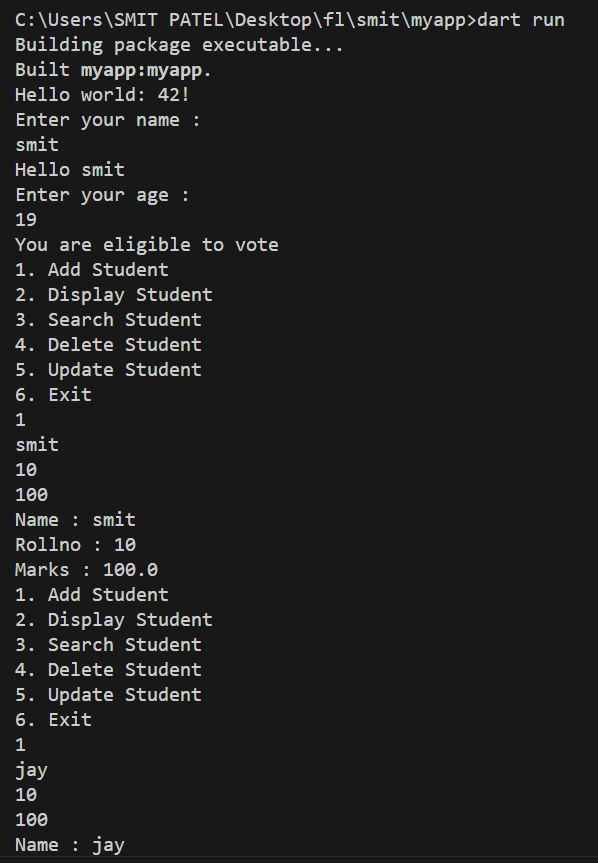 C:\Users\SMIT PATEL\Desktop\fl\smit\myapp>dart run
Building package executable...
Built myapp:myapp.
Hello world: 42!
Enter your name :
smit
Hello smit
Enter your age :
19
You are eligible to vote
1. Add Student
2. Display Student
3. Search Student
4. Delete Student
5. Update Student
6. Exit
1
smit
10
100
Name : smit
Rollno : 10
Marks : 100.0
1. Add Student
2. Display Student
3. Search Student
4. Delete Student
5. Update Student
6. Exit
1
jay
10
100
Name : jay